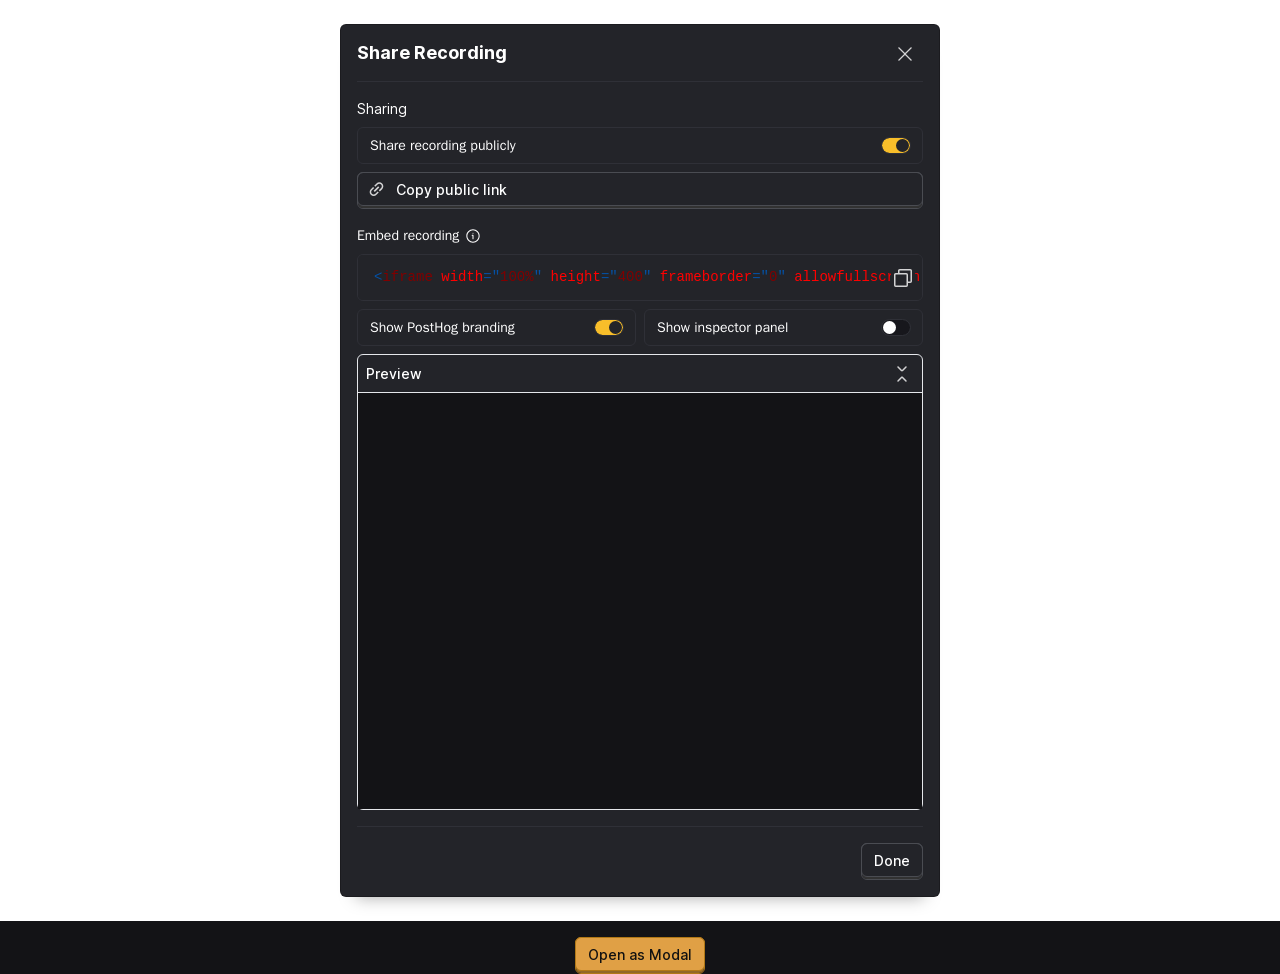 Share Recording
Sharing
Share recording publicly
Copy public link
Embed recording
<iframe width="100%" height="450" frameborder="0" allowfullscr
Show PostHog branding
Show inspector panel
Preview
Done
Open as Modal